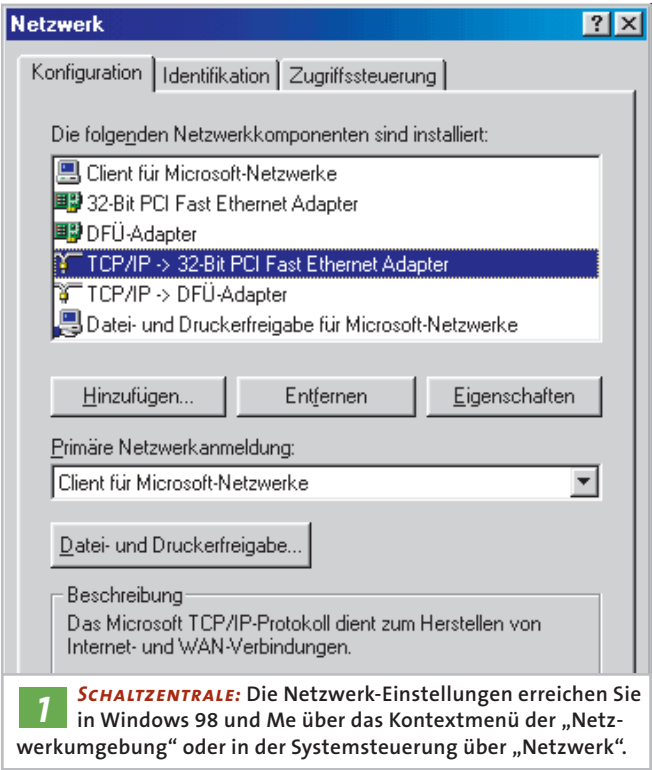 Netzwerk
Konfiguration Identifikation Zugriffssteuerung
Die folgenden Netzwerkkomponenten sind installiert:
Client für Microsoft-Netzwerke
32-Bit PCI Fast Ethernet Adapter
DFÜ-Adapter
TCP/IP -> 32-Bit PCI Fast Ethernet Adapter
TCP/IP -> DFÜ-Adapter
Datei- und Druckerfreigabe für Microsoft-Netzwerke
Hinzufügen... Entfernen Eigenschaften
Primäre Netzwerkanmeldung:
Client für Microsoft-Netzwerke
Datei- und Druckerfreigabe...
Beschreibung
Das Microsoft TCP/IP-Protokoll dient zum Herstellen von
Internet- und WAN-Verbindungen.
1 SCHALTZENTRALE: Die Netzwerk-Einstellungen erreichen Sie
in Windows 98 und Me über das Kontextmenü der „Netz-
werkumgebung“ oder in der Systemsteuerung über „Netzwerk“.